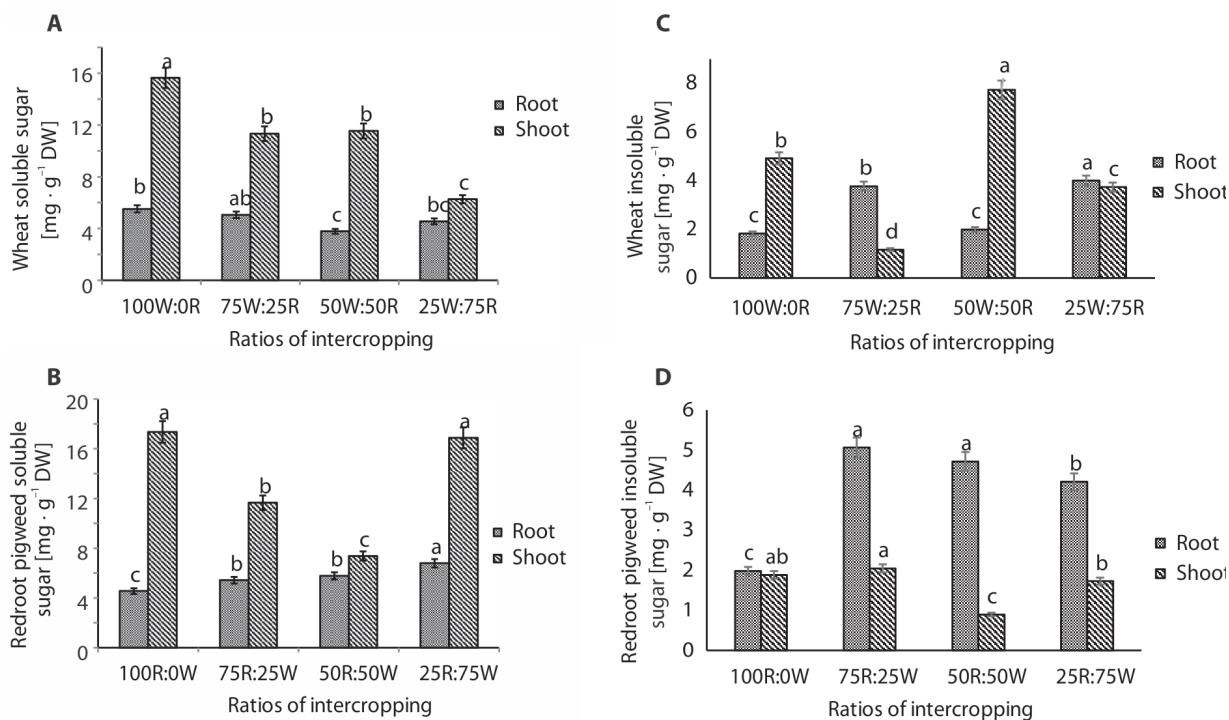 A
Wheat soluble sugar
[mg · g⁻¹ DW]
16
12
8
4
0
a
b
ab
b
c
b
bc
c
Root
Shoot
100W:0R 75W:25R 50W:50R 25W:75R
Ratios of intercropping
C
Wheat insoluble
sugar [mg · g⁻¹ DW]
8
6
4
2
0
c
b
b
d
c
a
a
c
Root
Shoot
100W:0R 75W:25R 50W:50R 25W:75R
Ratios of intercropping
B
Redroot pigweed soluble
sugar [mg · g⁻¹ DW]
20
16
12
8
4
0
c
a
b
b
b
c
a
a
Root
Shoot
100R:0W 75R:25W 50R:50W 25R:75W
Ratios of intercropping
D
Redroot pigweed insoluble
sugar [mg · g⁻¹ DW]
6
5
4
3
2
1
0
c
ab
a
a
a
c
b
b
Root
Shoot
100R:0W 75R:25W 50R:50W 25R:75W
Ratios of intercropping